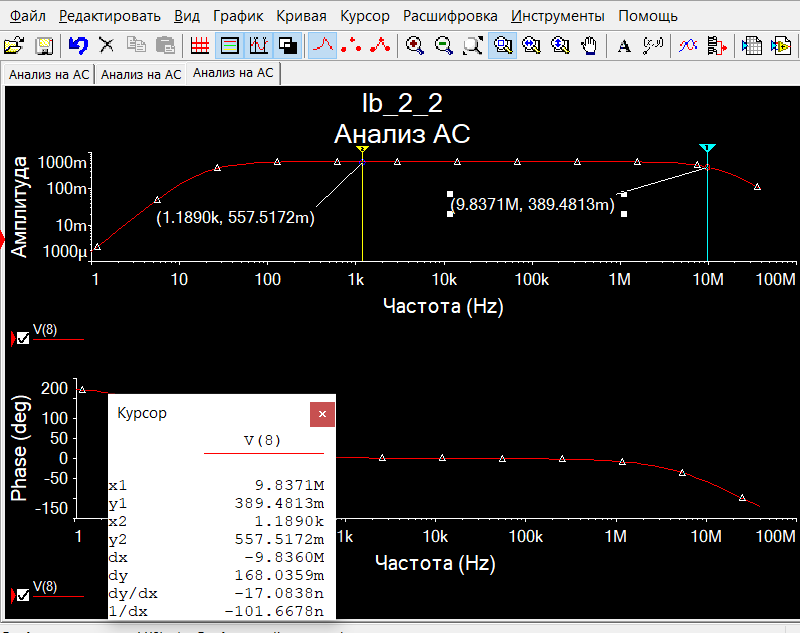 Файл Редактировать Вид График Кривая Курсор Расшифровка Инструменты Помощь
Анализ на AC Анализ на AC Анализ на AC
lb_2_2
Анализ AC
Амплитуда
1000m
100m
10m
1000µ
(1.1890k, 557.5172m)
(9.8371M, 389.4813m)
1 10 100 1k 10k 100k 1M 10M 100M
Частота (Hz)
V(8)
Phase (deg)
200
100
50
0
-50
-150
1 1k 10k 100k 1M 10M 100M
Частота (Hz)
V(8)
Курсор
V(8)
x1 9.8371M
y1 389.4813m
x2 1.1890k
y2 557.5172m
dx -9.8360M
dy 168.0359m
dy/dx -17.0838n
1/dx -101.6678n